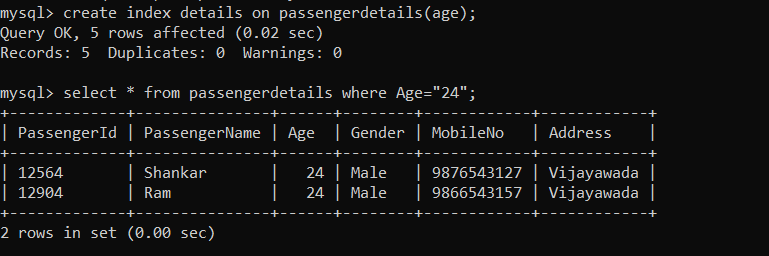 mysql> create index details on passengerdetails(age);
Query OK, 5 rows affected (0.02 sec)
Records: 5  Duplicates: 0  Warnings: 0

mysql> select * from passengerdetails where Age="24";
+-------------+---------------+------+--------+------------+------------+
| PassengerId | PassengerName | Age  | Gender | MobileNo   | Address    |
+-------------+---------------+------+--------+------------+------------+
| 12564       | Shankar       |   24 | Male   | 9876543127 | Vijayawada |
| 12904       | Ram           |   24 | Male   | 9866543157 | Vijayawada |
+-------------+---------------+------+--------+------------+------------+
2 rows in set (0.00 sec)